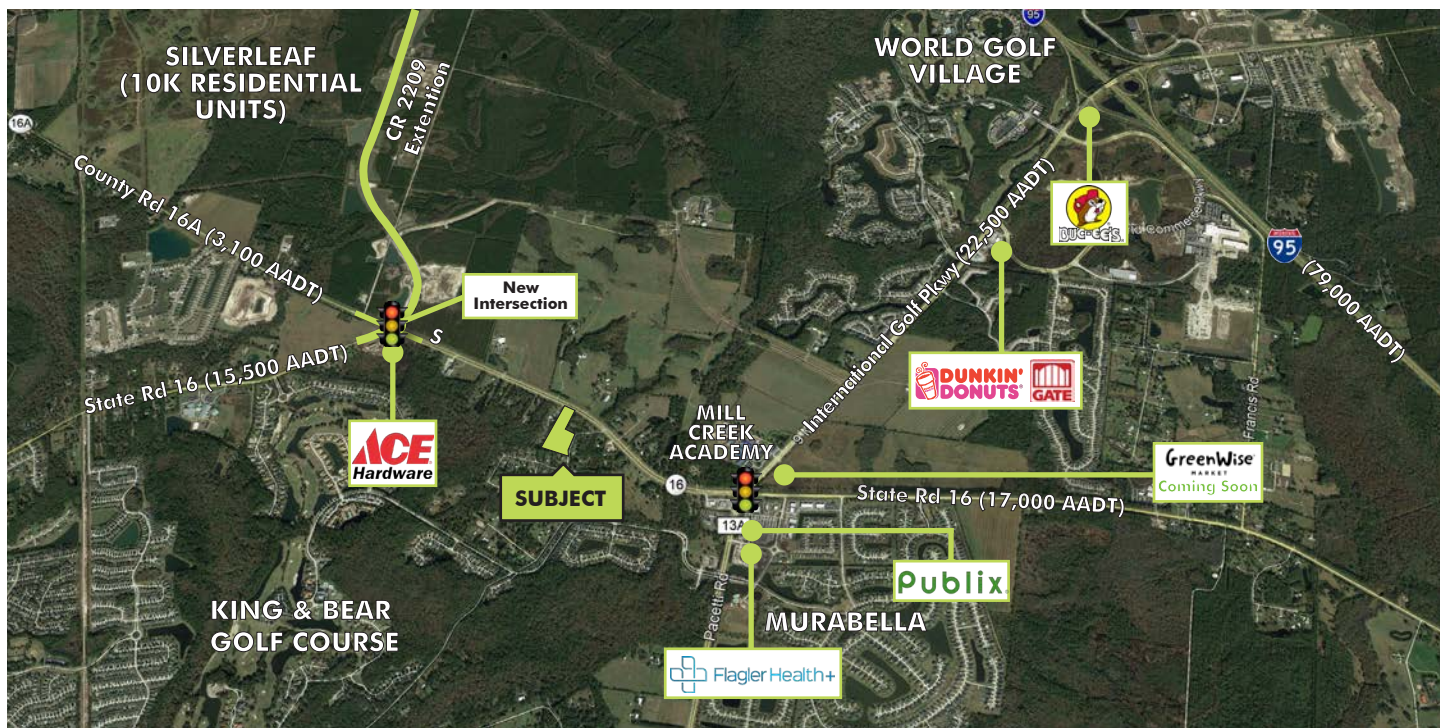 95
SILVERLEAF
(10K RESIDENTIAL
UNITS)
WORLD GOLF
VILLAGE
CR 2209
Extention
16A
County Rd 16A (3,100 AADT)
BUC-EE'S
Commerce Pkwy
95
(79,000 AADT)
New
Intersection
S
International Golf Pkwy (22,500 AADT)
State Rd 16 (15,500 AADT)
DUNKIN'
DONUTS
GATE
Francis Rd
ACE
Hardware
MILL
CREEK
ACADEMY
GreenWise
MARKET
Coming Soon
SUBJECT
16
State Rd 16 (17,000 AADT)
13A
Publix
Pacetti Rd
KING & BEAR
GOLF COURSE
MURABELLA
Flagler Health+